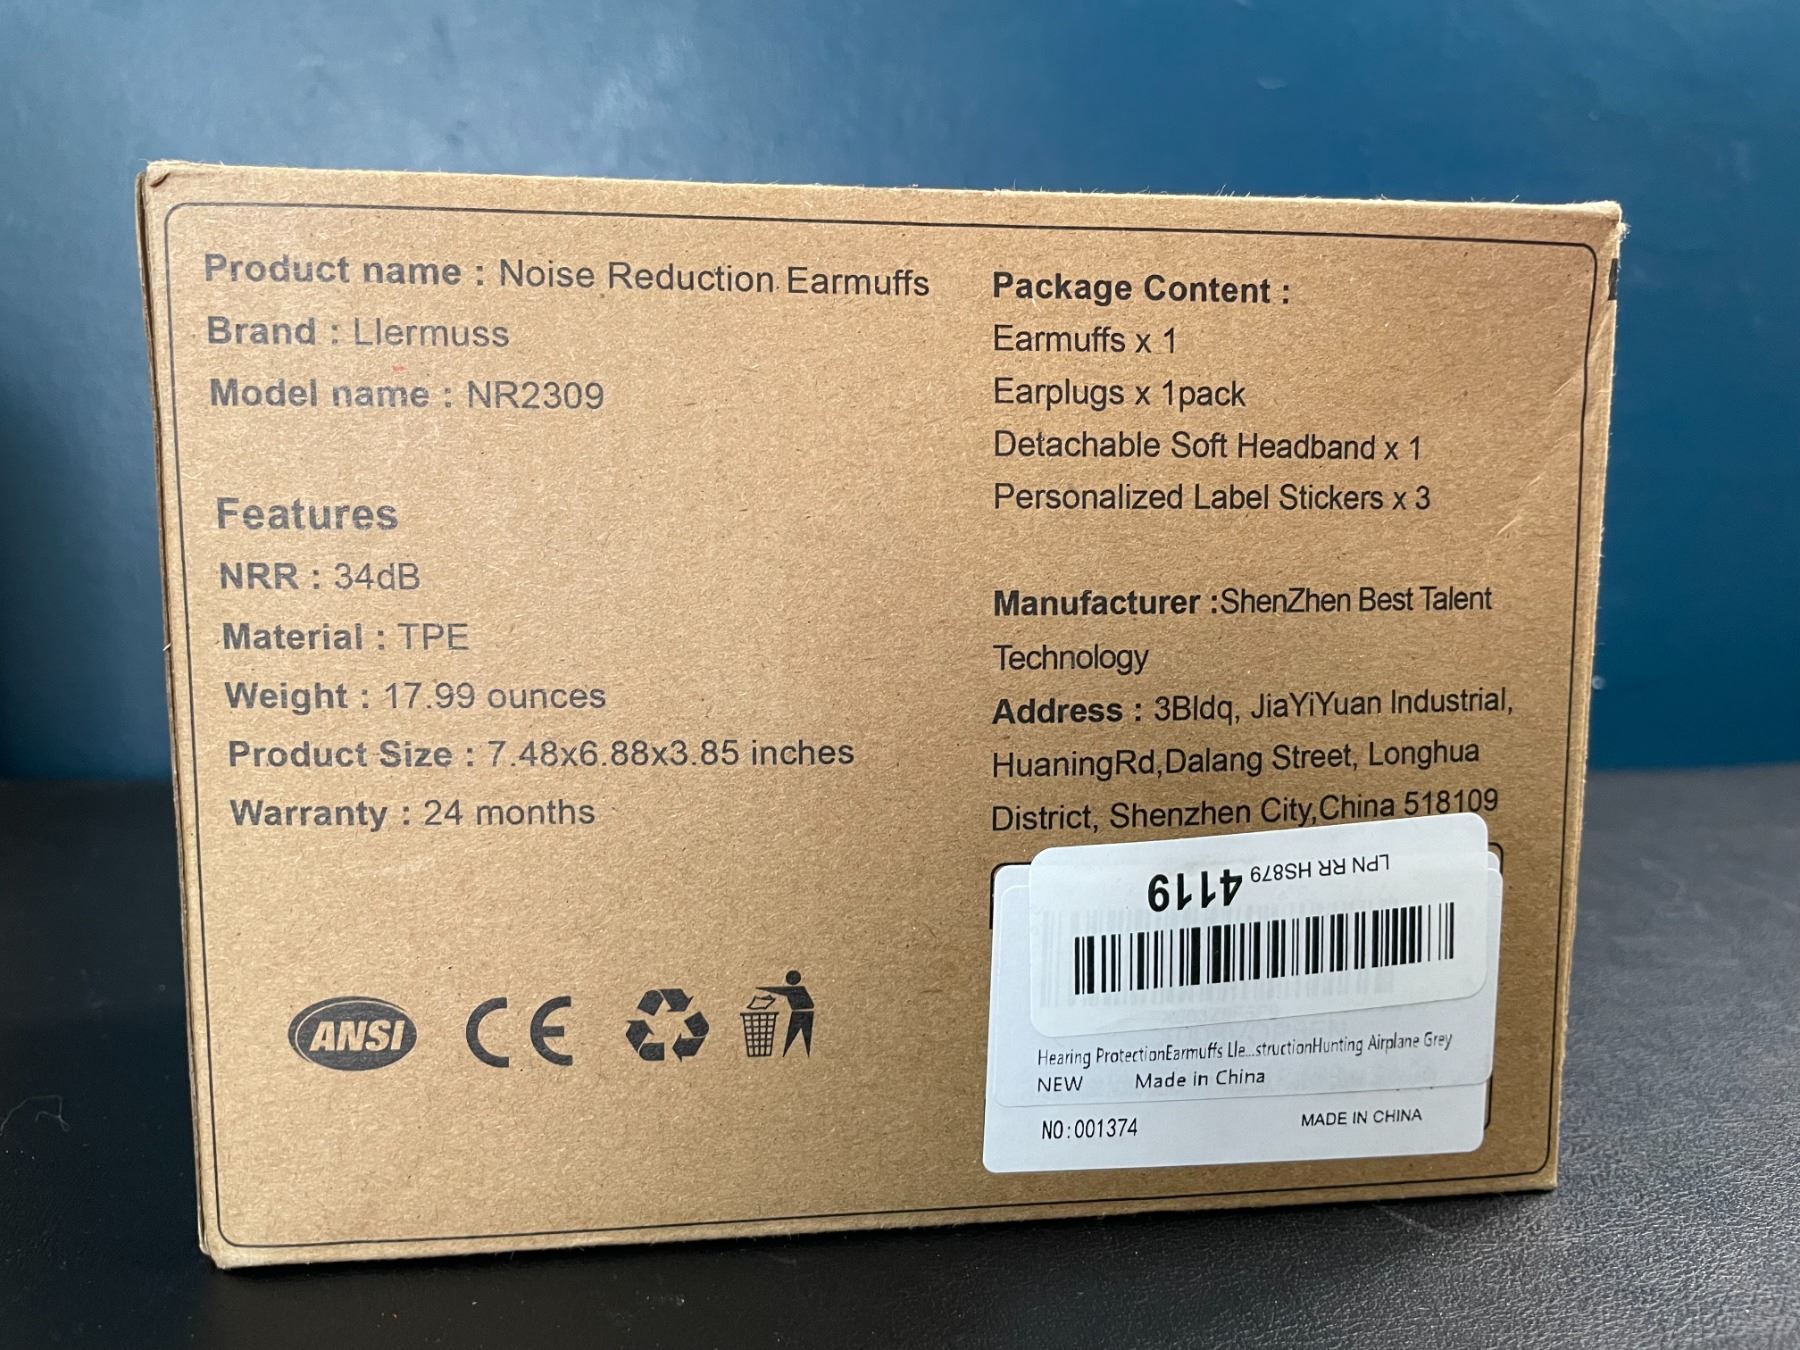 Product name : Noise Reduction Earmuffs
Brand : Llermuss
Model name : NR2309
Features
NRR : 34dB
Material : TPE
Weight : 17.99 ounces
Product Size : 7.48x6.88x3.85 inches
Warranty : 24 months
ANSI
CE
Package Content :
Earmuffs x 1
Earplugs x 1pack
Detachable Soft Headband x 1
Personalized Label Stickers x 3
Manufacturer :ShenZhen Best Talent
Technology
Address : 3Bldq, JiaYiYuan Industrial,
HuaningRd,Dalang Street, Longhua
District, Shenzhen City,China 518109
LPN RR HS879 4119
Hearing ProtectionEarmuffs Lle...structionHunting Airplane Grey
NEW Made in China
NO:001374 MADE IN CHINA